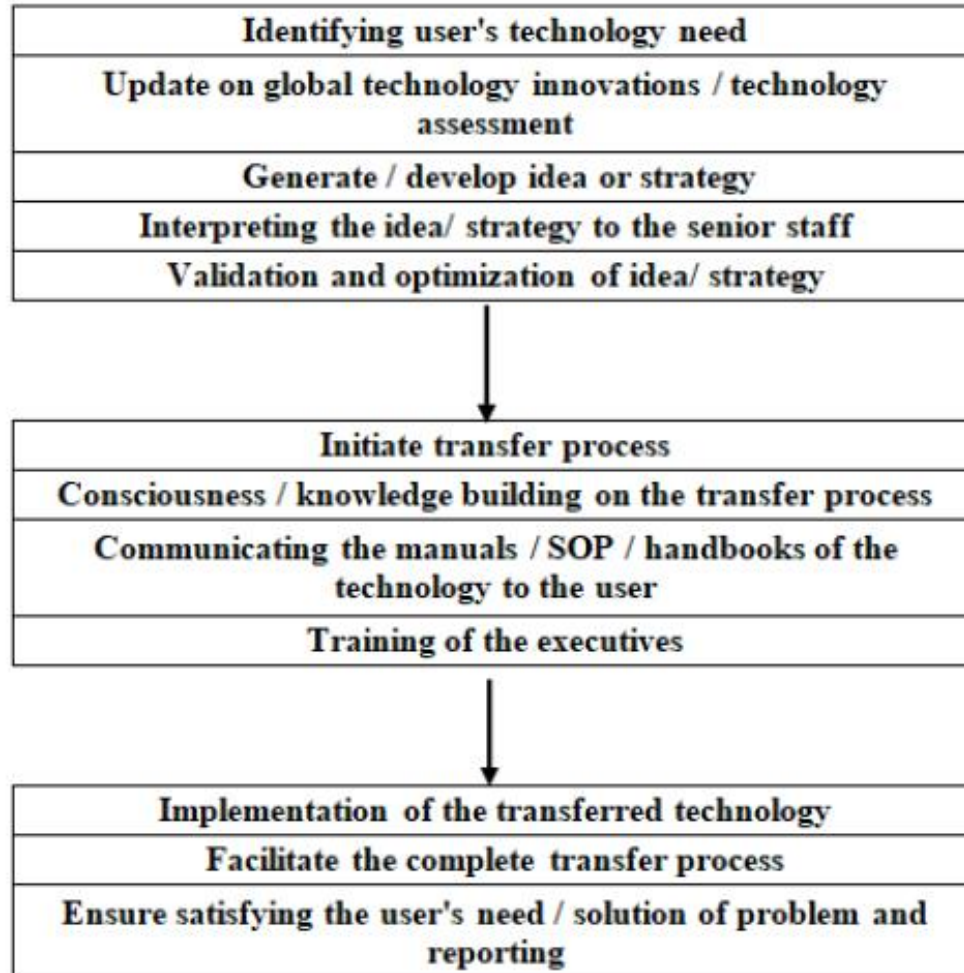 Identifying user's technology need
Update on global technology innovations / technology
assessment
Generate / develop idea or strategy
Interpreting the idea/ strategy to the senior staff
Validation and optimization of idea/ strategy
Initiate transfer process
Consciousness / knowledge building on the transfer process
Communicating the manuals / SOP / handbooks of the
technology to the user
Training of the executives
Implementation of the transferred technology
Facilitate the complete transfer process
Ensure satisfying the user's need / solution of problem and
reporting